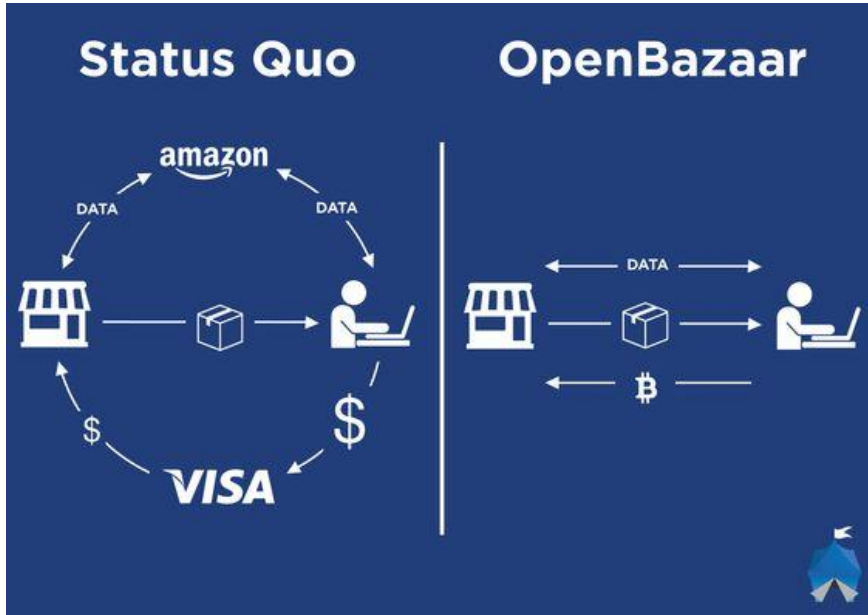 Status Quo
OpenBazaar
amazon
DATA
DATA
$
$
VISA
DATA
₿